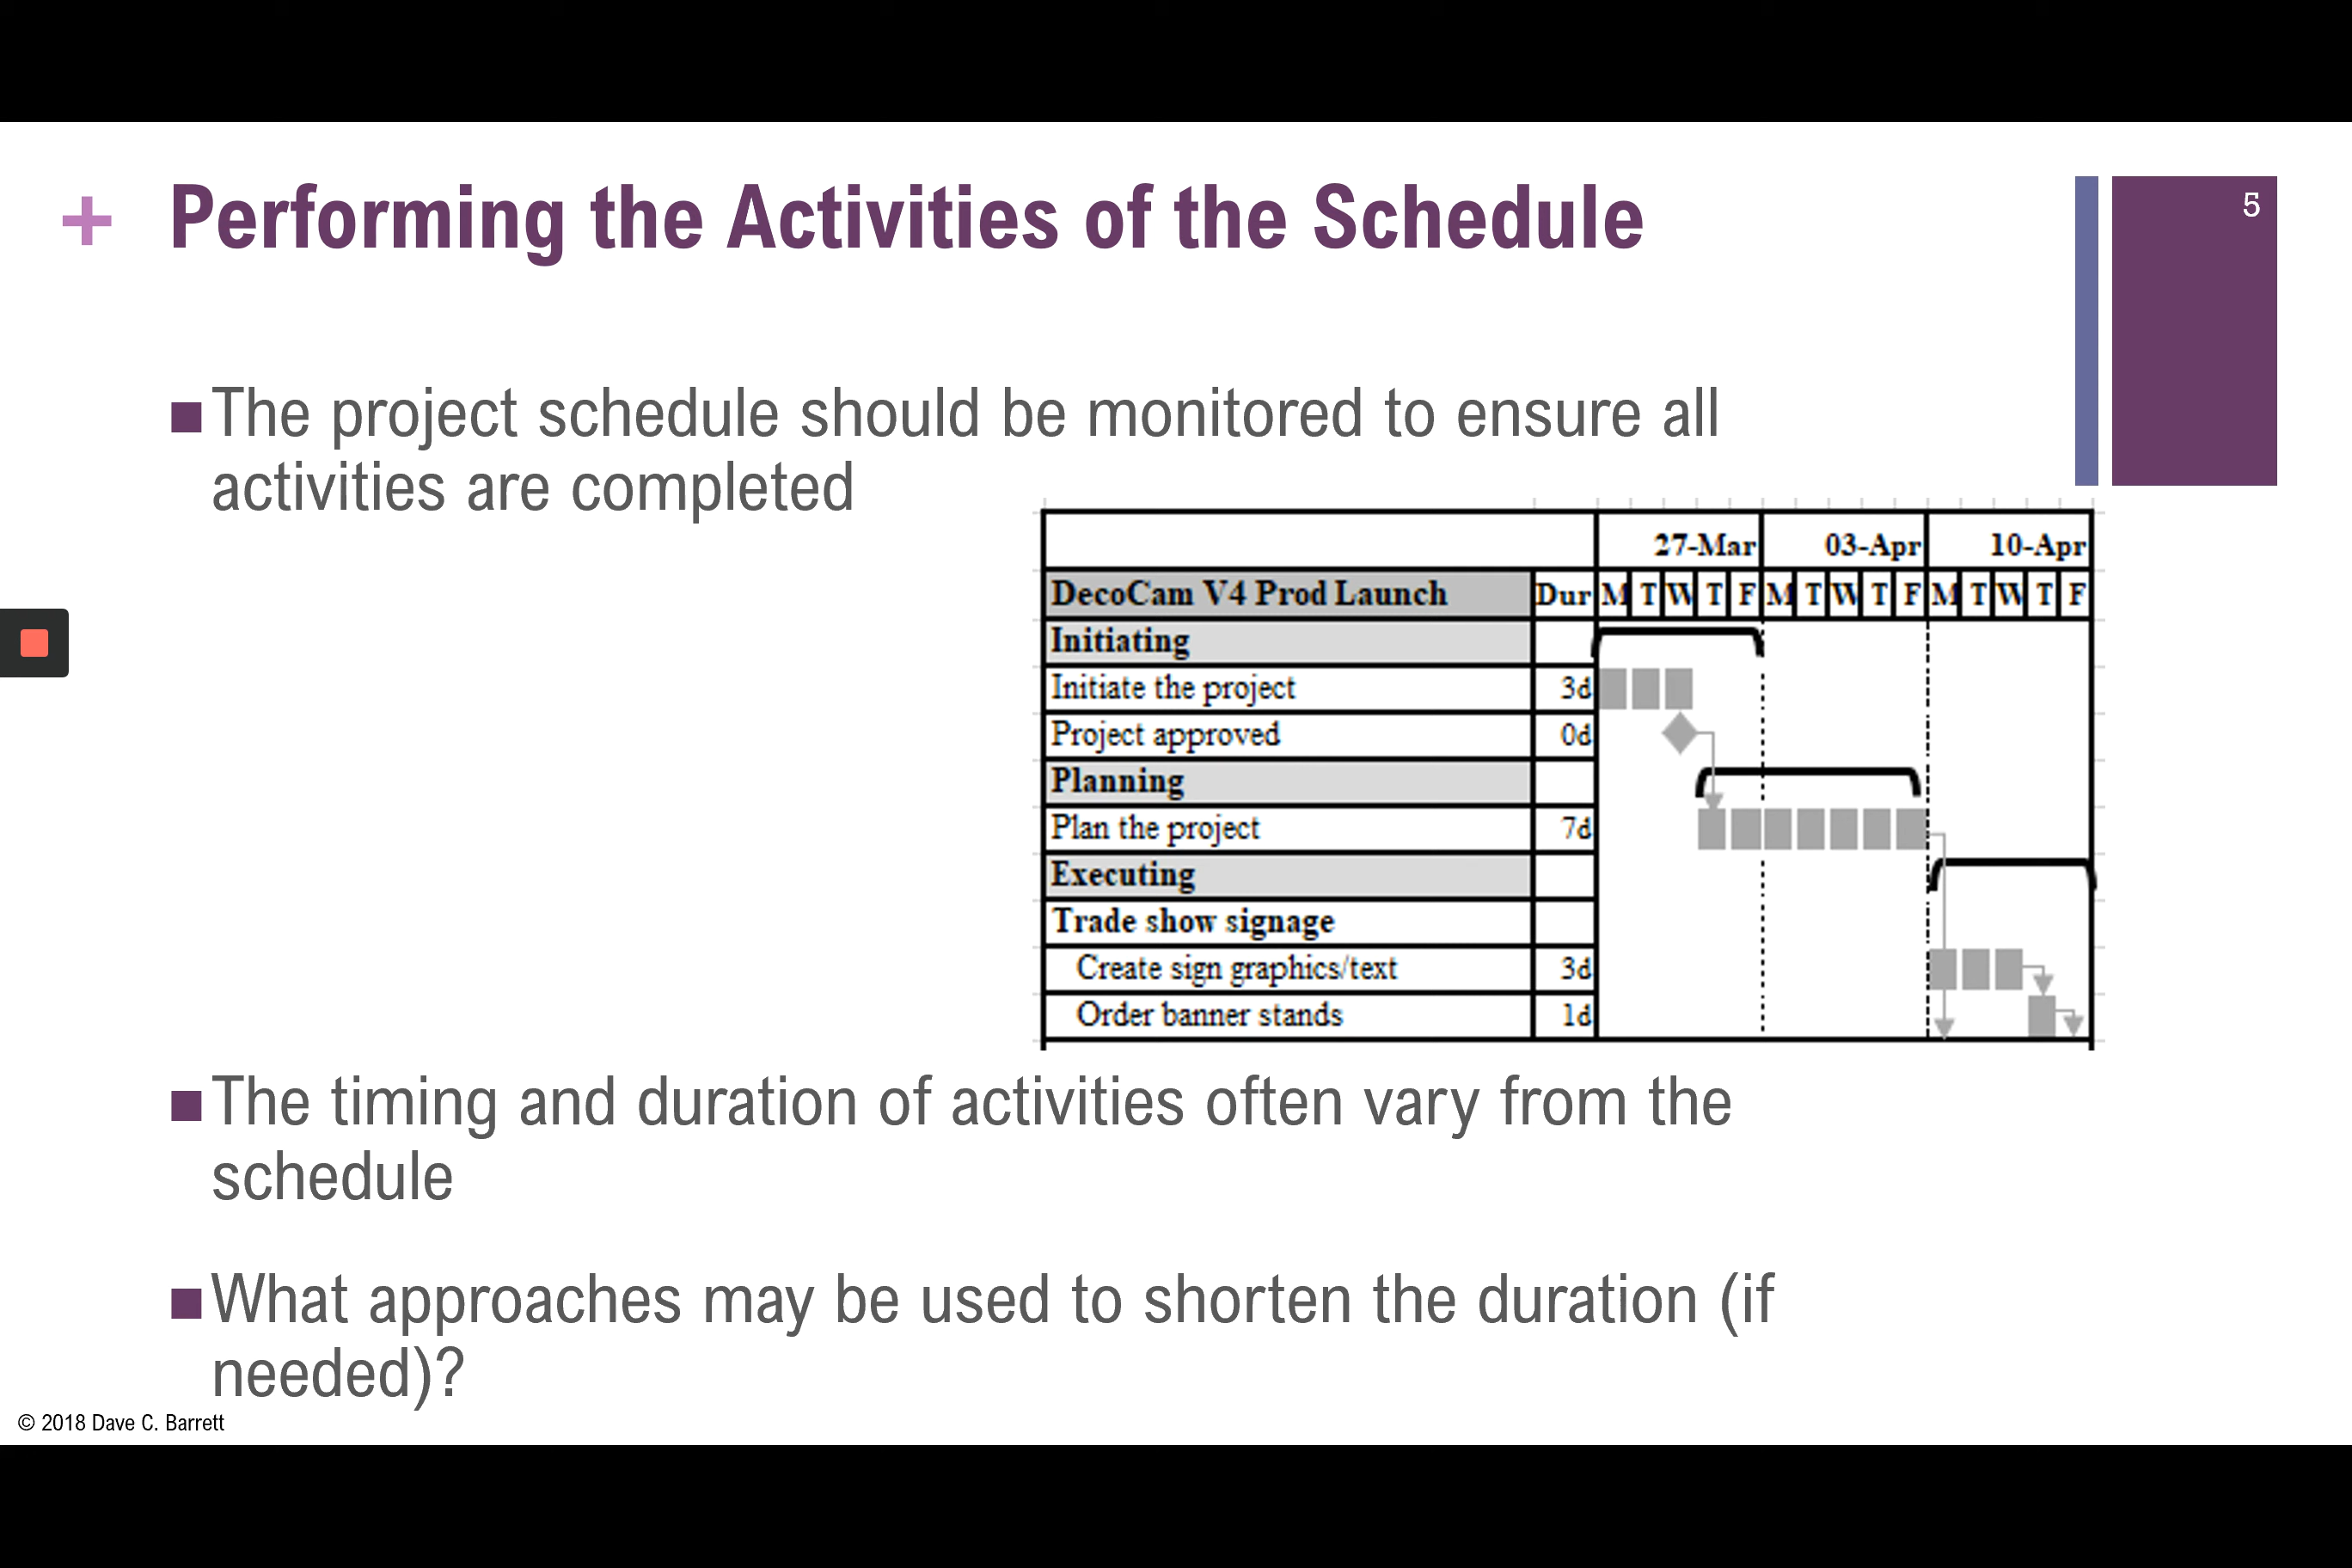 + Performing the Activities of the Schedule
5
■ The project schedule should be monitored to ensure all
activities are completed
27-Mar 03-Apr 10-Apr
DecoCam V4 Prod Launch Dur M T W T F M T W T F M T W T F
Initiating
Initiate the project 3d
Project approved 0d
Planning
Plan the project 7d
Executing
Trade show signage
Create sign graphics/text 3d
Order banner stands 1d
■ The timing and duration of activities often vary from the
schedule
■ What approaches may be used to shorten the duration (if
needed)?
© 2018 Dave C. Barrett